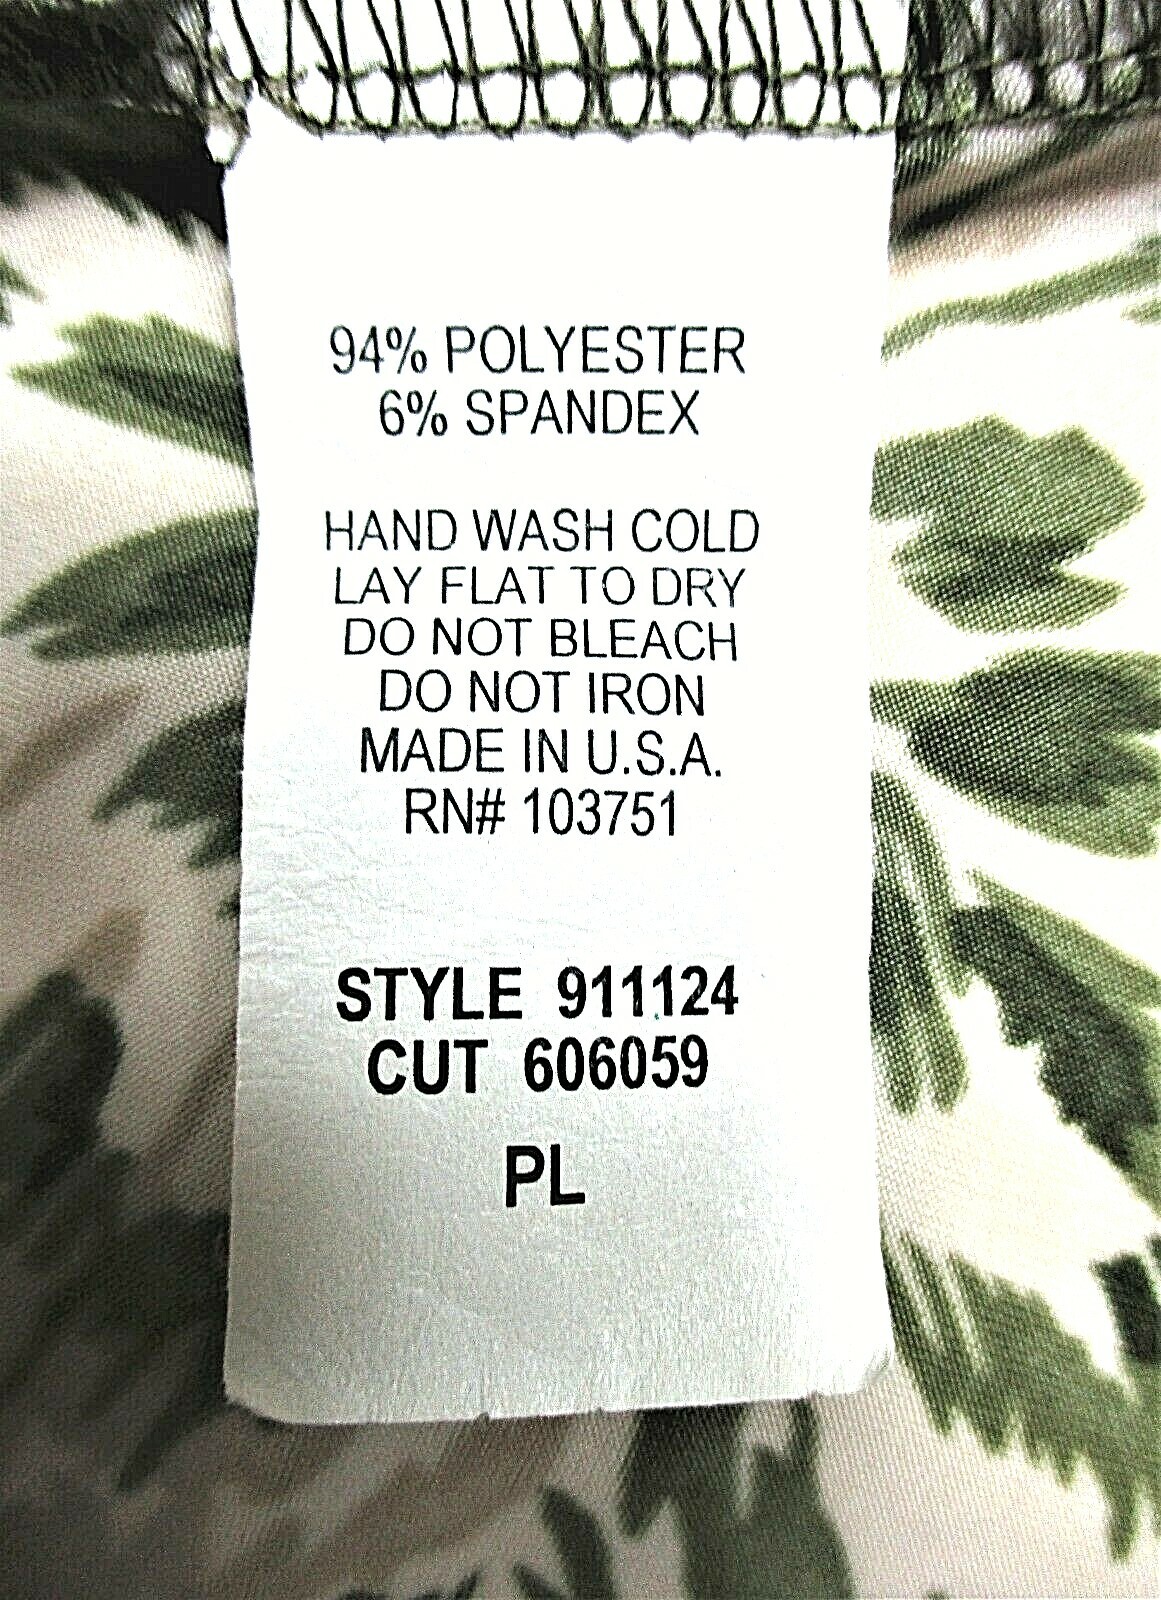 94% POLYESTER
6% SPANDEX
HAND WASH COLD
LAY FLAT TO DRY
DO NOT BLEACH
DO NOT IRON
MADE IN U.S.A.
RN# 103751
STYLE 911124
CUT 606059
PL